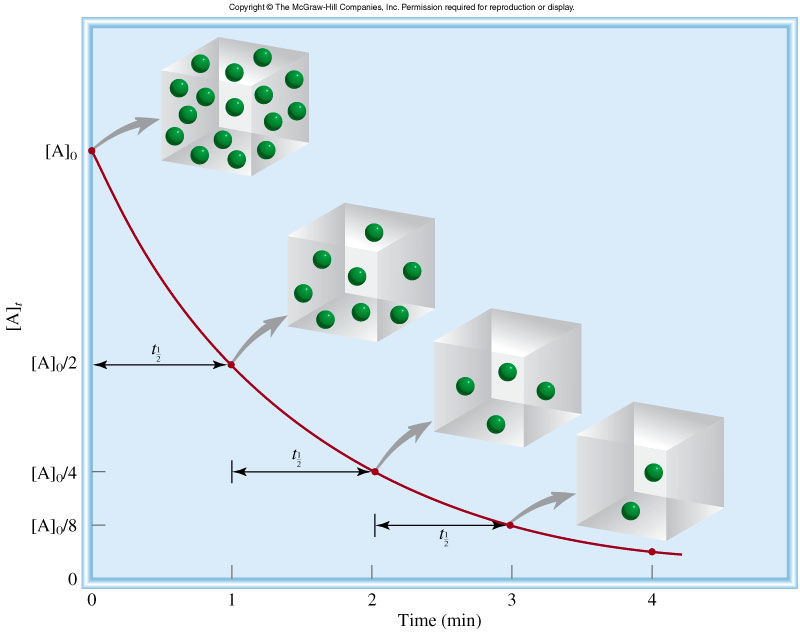 Copyright © The McGraw-Hill Companies, Inc. Permission required for reproduction or display.
[A]₀
[A]ₜ
[A]₀/2
t½
[A]₀/4
t½
[A]₀/8
t½
0
0 1 2 3 4
Time (min)